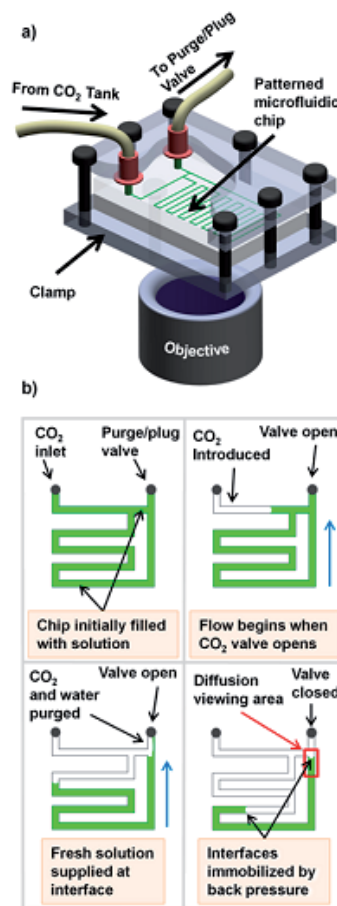 a)
To Purge/Plug
Valve
From CO₂ Tank
Patterned
microfluidic
chip
Clamp
Objective
b)
CO₂
inlet
Purge/plug
valve
Chip initially filled
with solution
CO₂
Introduced
Valve open
Flow begins when
CO₂ valve opens
CO₂
and water
purged
Valve open
Fresh solution
supplied at
interface
Diffusion
viewing area
Valve
closed
Interfaces
immobilized by
back pressure